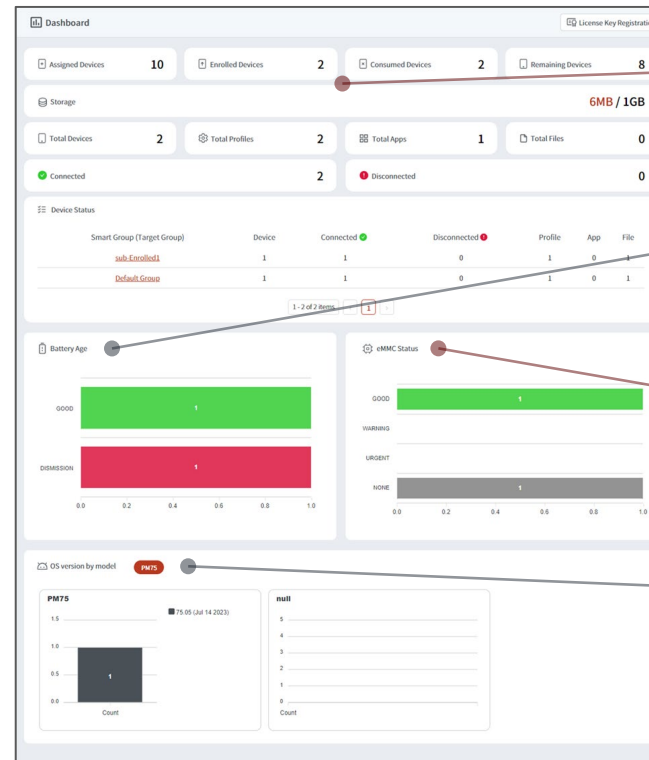 Dashboard
License Key Registratio
Assigned Devices 10
Enrolled Devices 2
Consumed Devices 2
Remaining Devices 8
Storage 6MB / 1GB
Total Devices 2
Total Profiles 2
Total Apps 1
Total Files 0
Connected 2
Disconnected 0
Device Status
Smart Group (Target Group) Device Connected Disconnected Profile App File
sub-Enrolled1 1 1 0 1 0 1
Default Group 1 1 0 1 0 1
1 - 2 of 2 items 1
Battery Age
GOOD 1
DISMISSION 1
0.0 0.2 0.4 0.6 0.8 1.0
eMMC Status
GOOD 1
WARNING
URGENT
NONE 1
0.0 0.2 0.4 0.6 0.8 1.0
OS version by model PM75
PM75
75.05 (Jul 14 2023)
1.5
1.0
0.5
0.0
1
Count
null
5
4
3
2
1
0
Count